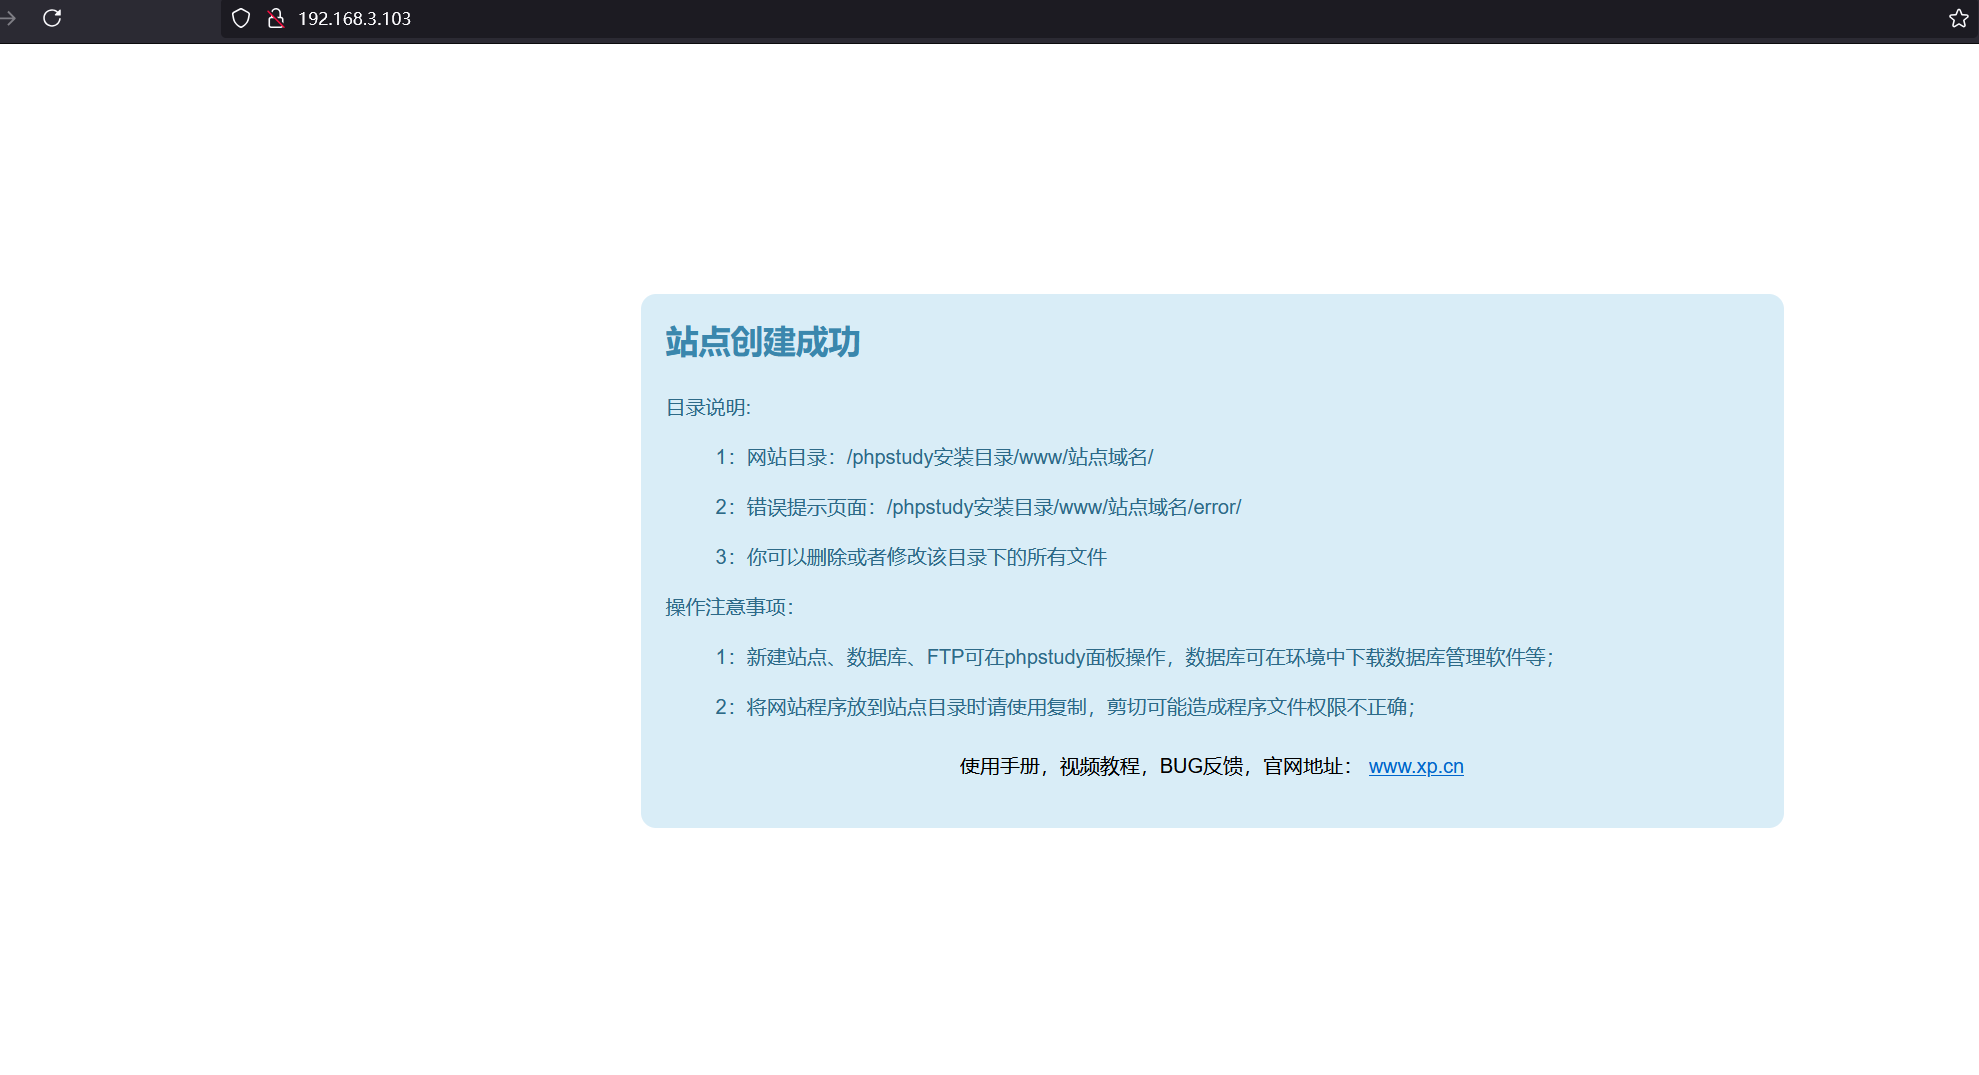 192.168.3.103
站点创建成功
目录说明:
1：网站目录：/phpstudy安装目录/www/站点域名/
2：错误提示页面：/phpstudy安装目录/www/站点域名/error/
3：你可以删除或者修改该目录下的所有文件
操作注意事项：
1：新建站点、数据库、FTP可在phpstudy面板操作，数据库可在环境中下载数据库管理软件等；
2：将网站程序放到站点目录时请使用复制，剪切可能造成程序文件权限不正确；
使用手册，视频教程，BUG反馈，官网地址： www.xp.cn